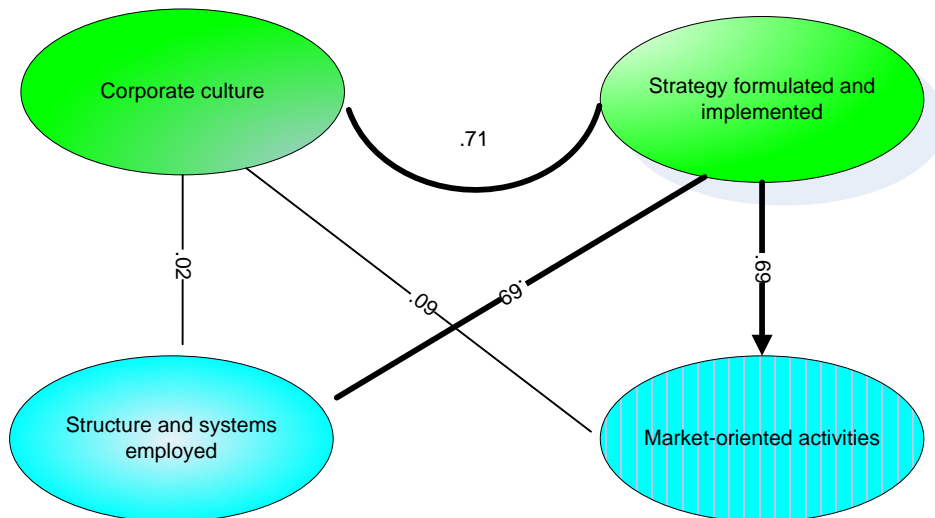 Corporate culture
Strategy formulated and
implemented
.71
.02
.09
.69
.69
Structure and systems
employed
Market-oriented activities